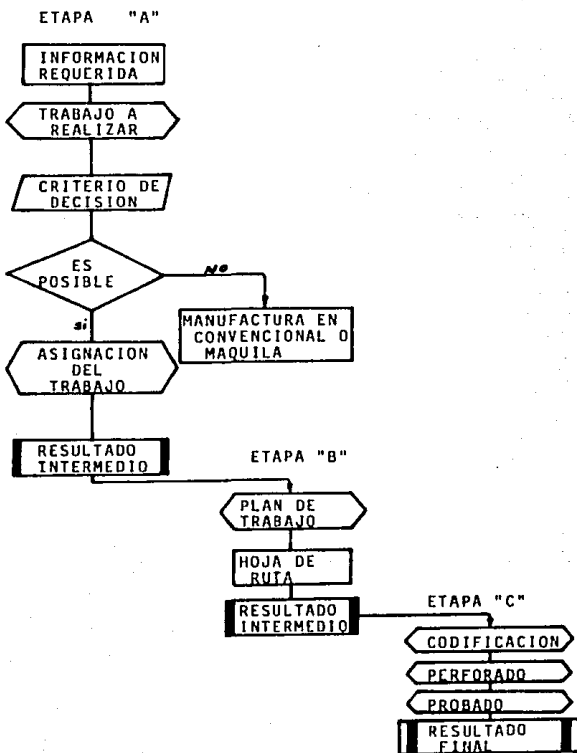 ETAPA "A"
INFORMACION
REQUERIDA
TRABAJO A
REALIZAR
CRITERIO DE
DECISION
ES
POSIBLE
NO
si
MANUFACTURA EN
CONVENCIONAL O
MAQUILA
ASIGNACION
DEL
TRABAJO
RESULTADO
INTERMEDIO
ETAPA "B"
PLAN DE
TRABAJO
HOJA DE
RUTA
RESULTADO
INTERMEDIO
ETAPA "C"
CODIFICACION
PERFORADO
PROBADO
RESULTADO
FINAL